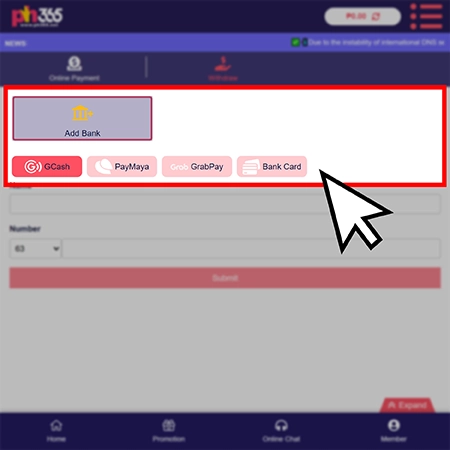 ph365
₱0.00
NEWS
Due to the instability of international DNS w
Online Payment
Withdraw
Add Bank
GCash
PayMaya
Grab GrabPay
Bank Card
Name
Number
63
Submit
Expand
Home
Promotion
Online Chat
Member